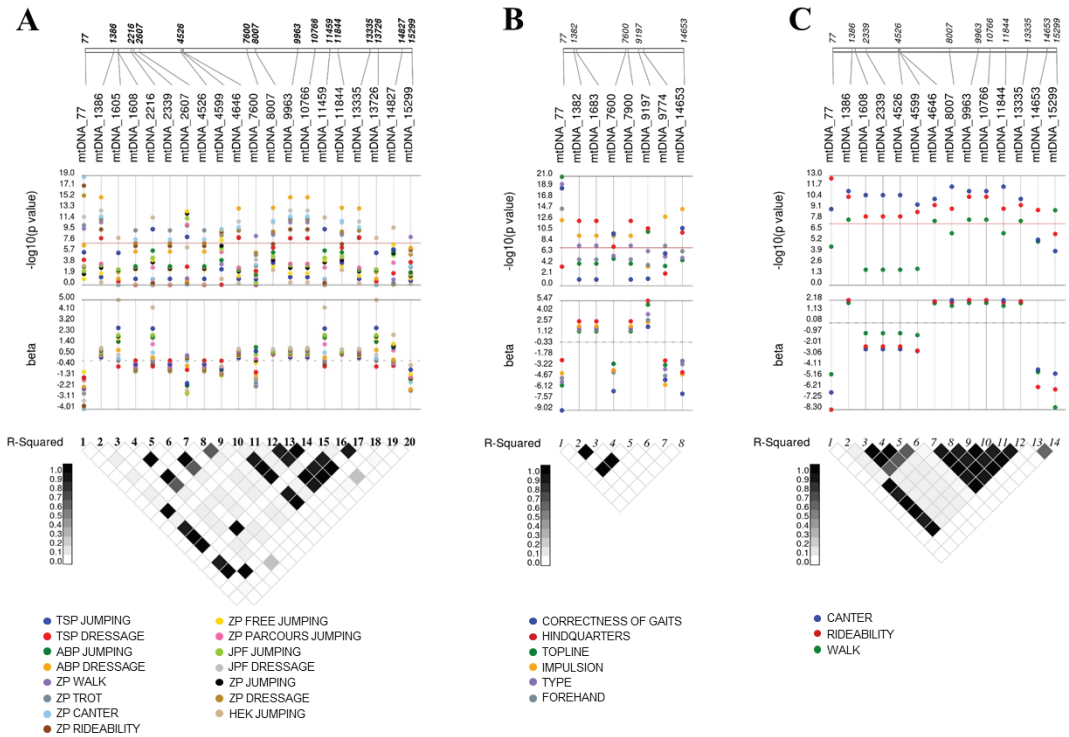 A
77 1386 2216 2607 4526 7600 8007 9963 10766 11459 11844 13335 13726 14827 15299
mtDNA_77
mtDNA_1386
mtDNA_1605
mtDNA_1608
mtDNA_2216
mtDNA_2339
mtDNA_2607
mtDNA_4526
mtDNA_4599
mtDNA_4646
mtDNA_7600
mtDNA_8007
mtDNA_9963
mtDNA_10766
mtDNA_11459
mtDNA_11844
mtDNA_13335
mtDNA_13726
mtDNA_14827
mtDNA_15299
-log10(p value)
19.0
17.1
15.2
13.3
11.4
9.5
7.6
5.7
3.8
1.9
0.0
beta
5.00
3.20
2.30
1.40
0.50
-0.40
-1.31
-2.21
-3.11
-4.01
R-Squared
1 2 3 4 5 6 7 8 9 10 11 12 13 14 15 16 17 18 19 20
1.0
0.9
0.8
0.7
0.6
0.5
0.4
0.3
0.2
0.1
0.0
TSP JUMPING
TSP DRESSAGE
ABP JUMPING
ABP DRESSAGE
ZP WALK
ZP TROT
ZP CANTER
ZP RIDEABILITY
ZP FREE JUMPING
ZP PARCOURS JUMPING
JPF JUMPING
JPF DRESSAGE
ZP JUMPING
ZP DRESSAGE
HEK JUMPING
B
77 1382 7600 9197 14653
mtDNA_77
mtDNA_1382
mtDNA_1683
mtDNA_7600
mtDNA_7900
mtDNA_9197
mtDNA_9774
mtDNA_14653
-log10(p value)
21.0
18.9
16.8
14.7
12.6
10.5
8.4
6.3
4.2
2.1
0.0
beta
5.47
2.57
1.12
-0.33
-1.78
-3.22
-4.67
-6.12
-7.57
-9.02
R-Squared
1 2 3 4 5 6 7 8
1.0
0.9
0.8
0.7
0.6
0.5
0.4
0.3
0.2
0.1
0.0
CORRECTNESS OF GAITS
HINDQUARTERS
TOPLINE
IMPULSION
TYPE
FOREHAND
C
77 1386 2339 4526 8007 9963 10766 11844 13335 14653 15299
mtDNA_77
mtDNA_1386
mtDNA_1608
mtDNA_2339
mtDNA_4526
mtDNA_4599
mtDNA_4646
mtDNA_8007
mtDNA_9963
mtDNA_10766
mtDNA_11844
mtDNA_13335
mtDNA_14653
mtDNA_15299
-log10(p value)
13.0
11.7
10.4
9.1
7.8
6.5
5.2
3.9
2.6
1.3
0.0
beta
2.18
1.13
0.08
-0.97
-2.01
-3.06
-4.11
-5.16
-6.21
-7.25
-8.30
R-Squared
1 2 3 4 5 6 7 8 9 10 11 12 13 14
1.0
0.9
0.8
0.7
0.6
0.5
0.4
0.3
0.2
0.1
0.0
CANTER
RIDEABILITY
WALK